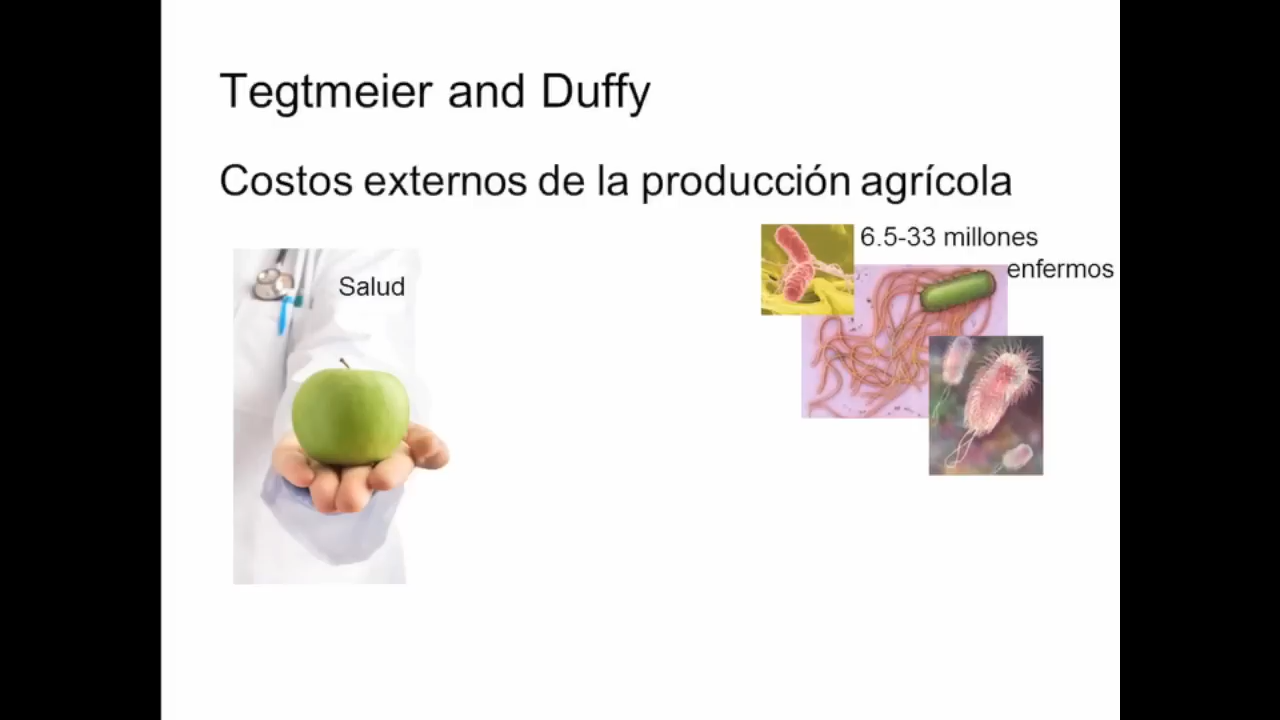 Tegtmeier and Duffy
Costos externos de la producción agrícola
6.5-33 millones
enfermos
Salud